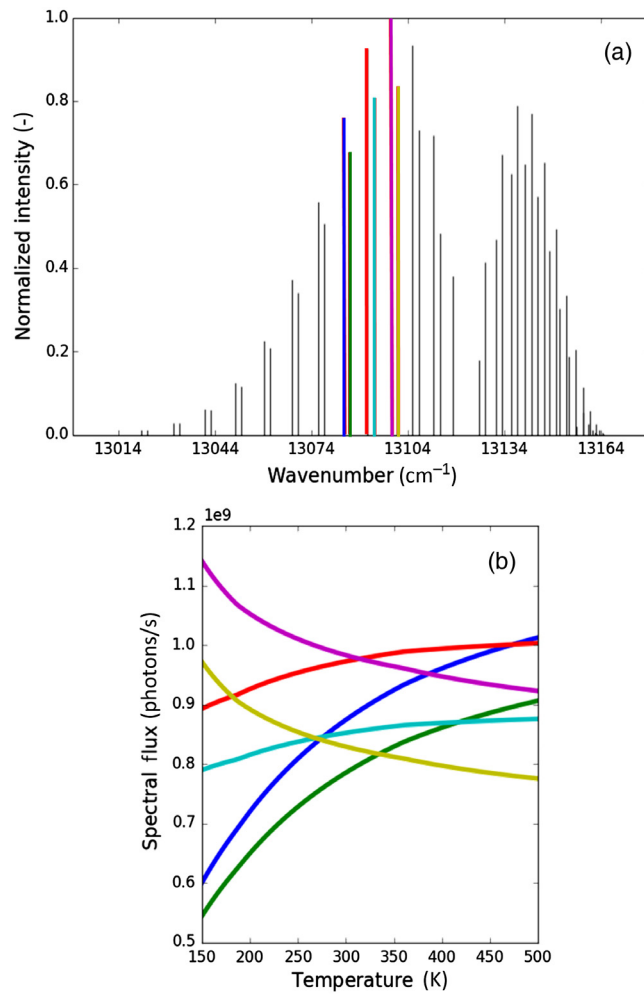 (a)
Normalized intensity (-)
1.0
0.8
0.6
0.4
0.2
0.0
13014 13044 13074 13104 13134 13164
Wavenumber (cm⁻¹)
(b)
1e9
Spectral flux (photons/s)
1.2
1.1
1.0
0.9
0.8
0.7
0.6
0.5
150 200 250 300 350 400 450 500
Temperature (K)